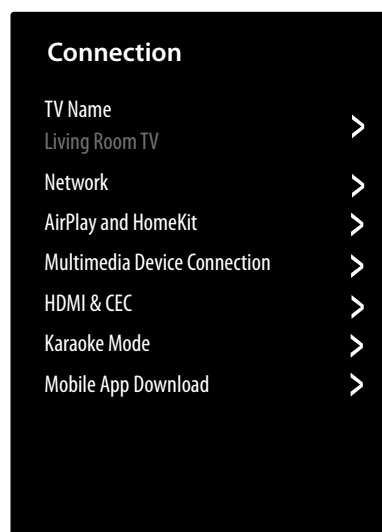 Connection
TV Name
Living Room TV
Network
AirPlay and HomeKit
Multimedia Device Connection
HDMI & CEC
Karaoke Mode
Mobile App Download